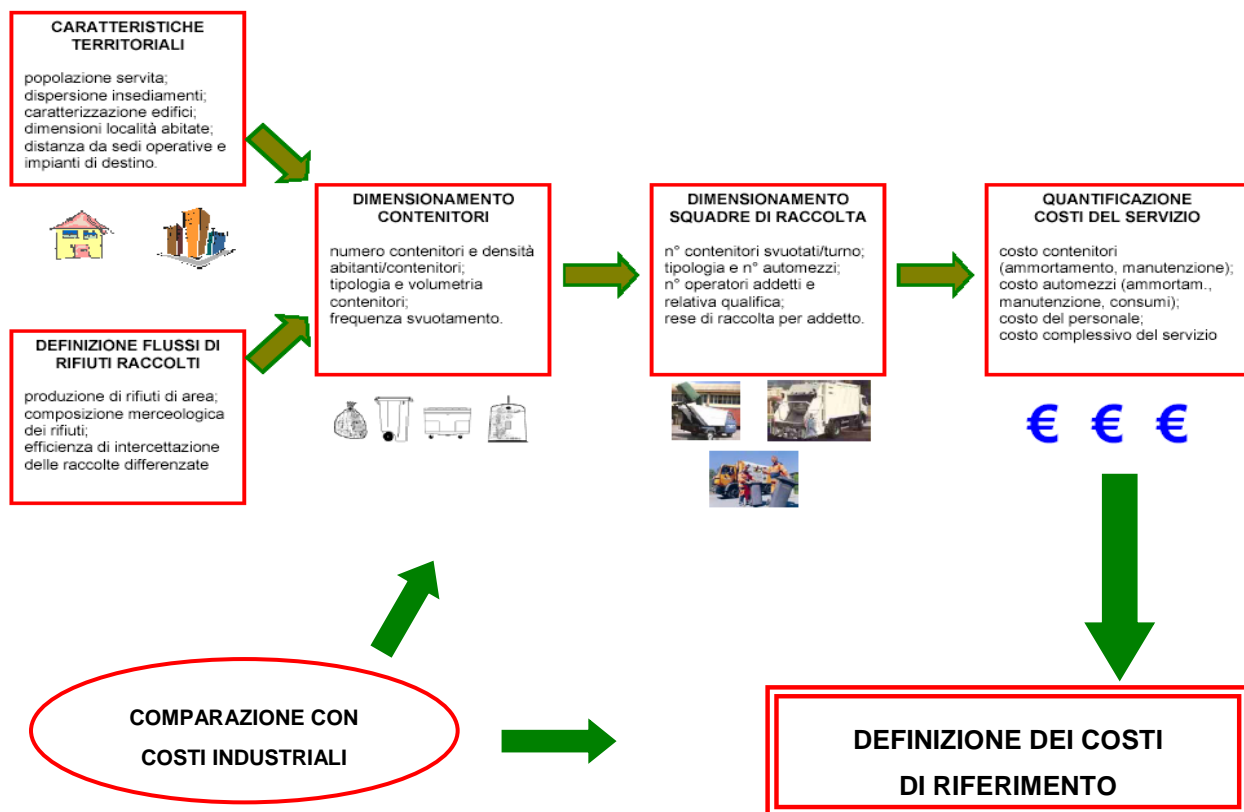 CARATTERISTICHE
TERRITORIALI
popolazione servita;
dispersione insediamenti;
caratterizzazione edifici;
dimensioni località abitate;
distanza da sedi operative e
impianti di destino.
DEFINIZIONE FLUSSI DI
RIFIUTI RACCOLTI
produzione di rifiuti di area;
composizione merceologica
dei rifiuti;
efficienza di intercettazione
delle raccolte differenzate
DIMENSIONAMENTO
CONTENITORI
numero contenitori e densità
abitanti/contenitori;
tipologia e volumetria
contenitori;
frequenza svuotamento.
DIMENSIONAMENTO
SQUADRE DI RACCOLTA
n° contenitori svuotati/turno;
tipologia e n° automezzi;
n° operatori addetti e
relativa qualifica;
rese di raccolta per addetto.
QUANTIFICAZIONE
COSTI DEL SERVIZIO
costo contenitori
(ammortamento, manutenzione);
costo automezzi (ammortam.,
manutenzione, consumi);
costo del personale;
costo complessivo del servizio
€ € €
COMPARAZIONE CON
COSTI INDUSTRIALI
DEFINIZIONE DEI COSTI
DI RIFERIMENTO